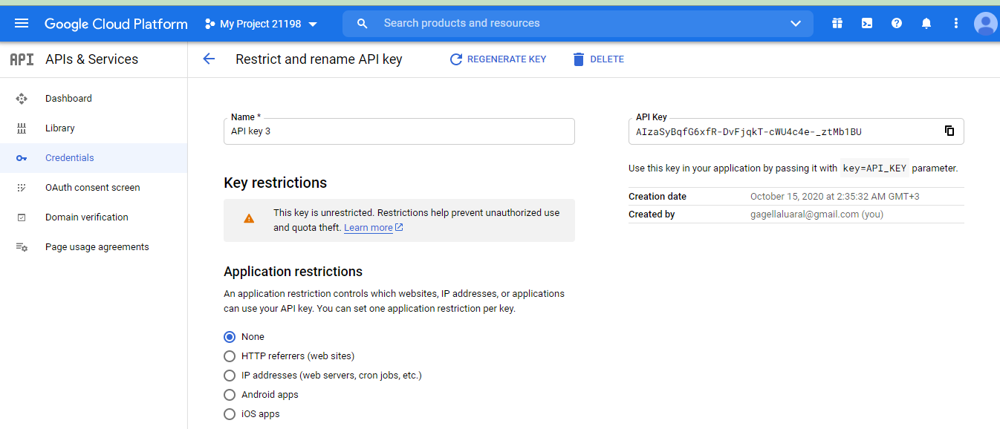 Google Cloud Platform
My Project 21198
Search products and resources
API
APIs & Services
Restrict and rename API key
REGENERATE KEY
DELETE
Dashboard
Library
Credentials
OAuth consent screen
Domain verification
Page usage agreements
Name *
API key 3
Key restrictions
This key is unrestricted. Restrictions help prevent unauthorized use
and quota theft. Learn more
Application restrictions
An application restriction controls which websites, IP addresses, or applications
can use your API key. You can set one application restriction per key.
None
HTTP referrers (web sites)
IP addresses (web servers, cron jobs, etc.)
Android apps
iOS apps
API Key
AIzaSyBqfG6xfR-DvFjqkT-cWU4c4e-_ztMb1BU
Use this key in your application by passing it with key=API_KEY parameter.
Creation date October 15, 2020 at 2:35:32 AM GMT+3
Created by gagellaluaral@gmail.com (you)